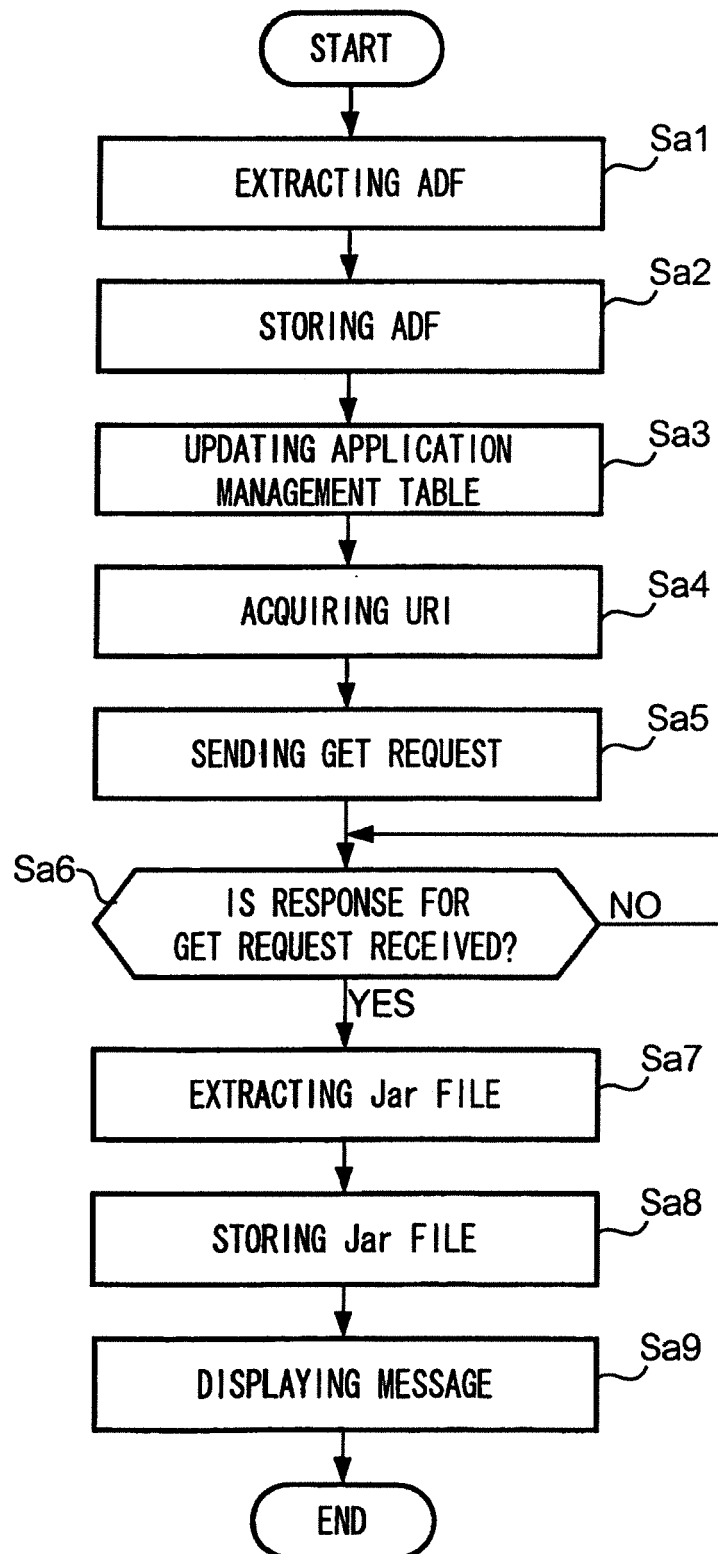 START
Sa1
EXTRACTING ADF
Sa2
STORING ADF
Sa3
UPDATING APPLICATION
MANAGEMENT TABLE
Sa4
ACQUIRING URI
Sa5
SENDING GET REQUEST
Sa6
IS RESPONSE FOR
GET REQUEST RECEIVED?
NO
YES
Sa7
EXTRACTING Jar FILE
Sa8
STORING Jar FILE
Sa9
DISPLAYING MESSAGE
END